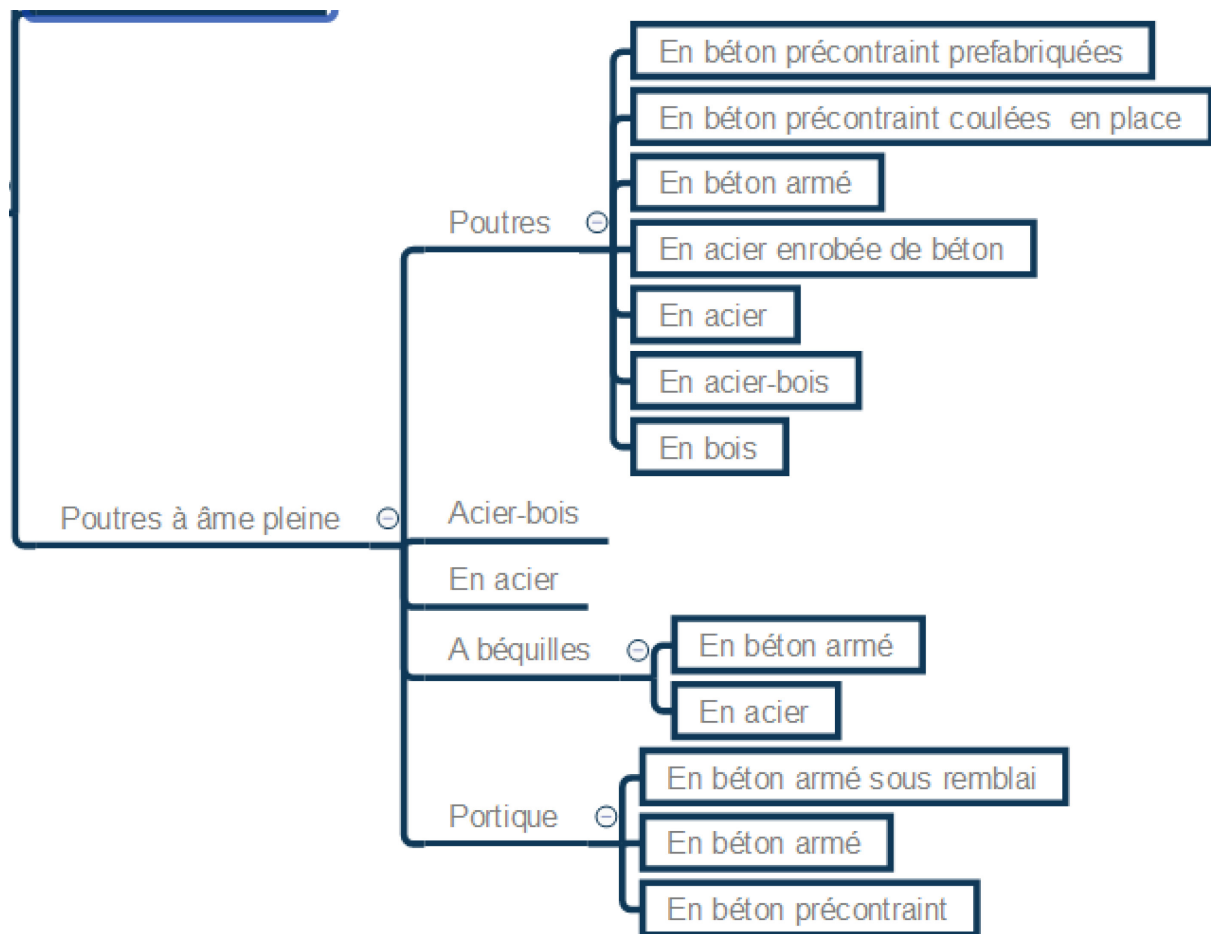 En béton précontraint prefabriquées
En béton précontraint coulées  en place
En béton armé
Poutres
En acier enrobée de béton
En acier
En acier-bois
En bois
Poutres à âme pleine
Acier-bois
En acier
A béquilles
En béton armé
En acier
En béton armé sous remblai
Portique
En béton armé
En béton précontraint